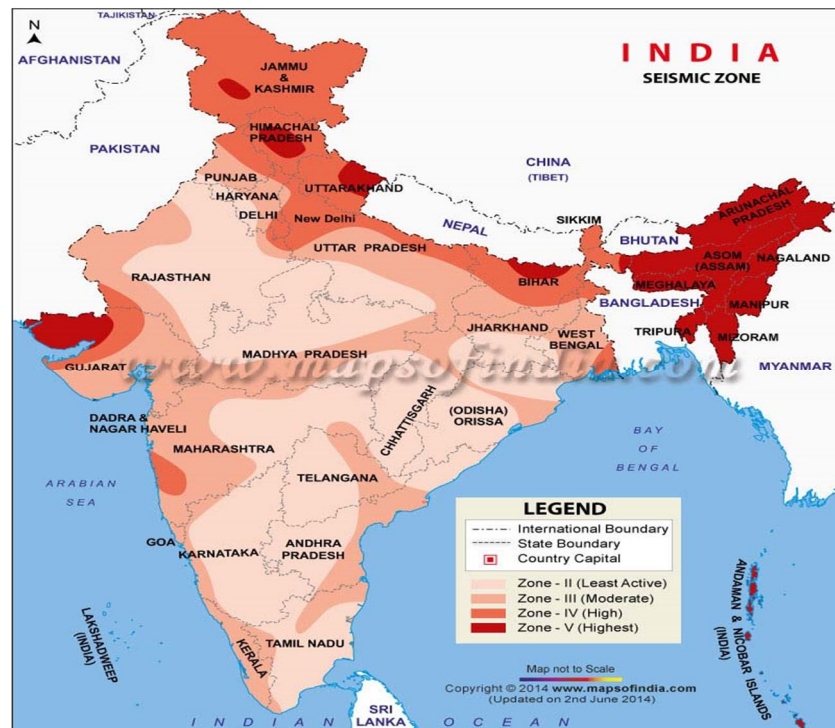 INDIA
SEISMIC ZONE
N
TAJIKISTAN
AFGHANISTAN
JAMMU
&
KASHMIR
HIMACHAL
PRADESH
PAKISTAN
PUNJAB
CHINA
(TIBET)
UTTARAKHAND
HARYANA
DELHI
New Delhi
NEPAL
SIKKIM
BHUTAN
ARUNACHAL
PRADESH
UTTAR PRADESH
ASOM
(ASSAM)
NAGALAND
RAJASTHAN
BIHAR
MEGHALAYA
BANGLADESH
MANIPUR
JHARKHAND
WEST
BENGAL
TRIPURA
MIZORAM
MADHYA PRADESH
GUJARAT
MYANMAR
www.mapsofindia.com
CHHATTISGARH
(ODISHA)
ORISSA
DADRA &
NAGAR HAVELI
MAHARASHTRA
BAY
OF
BENGAL
ARABIAN
SEA
TELANGANA
GOA
KARNATAKA
ANDHRA
PRADESH
LEGEND
International Boundary
State Boundary
Country Capital
Zone - II (Least Active)
Zone - III (Moderate)
Zone - IV (High)
Zone - V (Highest)
ANDAMAN & NICOBAR ISLANDS
(INDIA)
LAKSHADWEEP
(INDIA)
KERALA
TAMIL NADU
Map not to Scale
Copyright © 2014 www.mapsofindia.com
(Updated on 2nd June 2014)
SRI
LANKA
INDIAN OCEAN